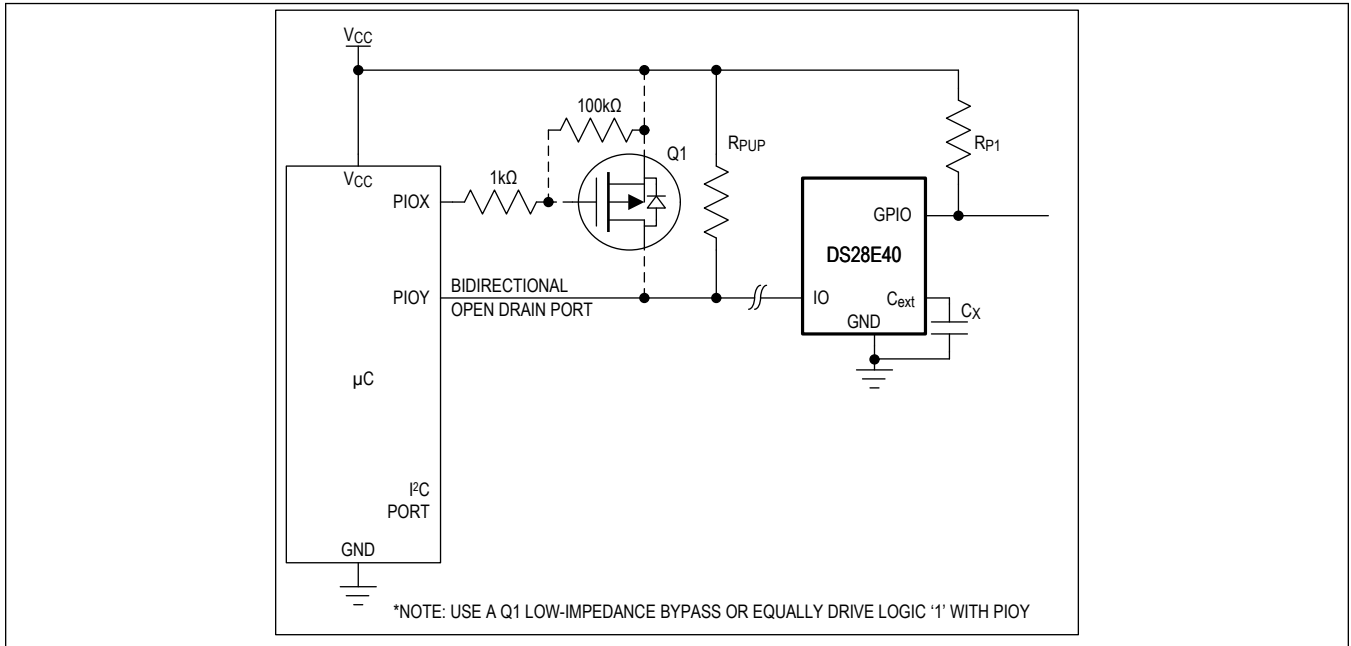 VCC
100kΩ
Q1
RPUP
RP1
VCC
PIOX
1kΩ
GPIO
DS28E40
PIOY
BIDIRECTIONAL
OPEN DRAIN PORT
IO
Cext
CX
GND
µC
I²C
PORT
GND
*NOTE: USE A Q1 LOW-IMPEDANCE BYPASS OR EQUALLY DRIVE LOGIC ‘1’ WITH PIOY